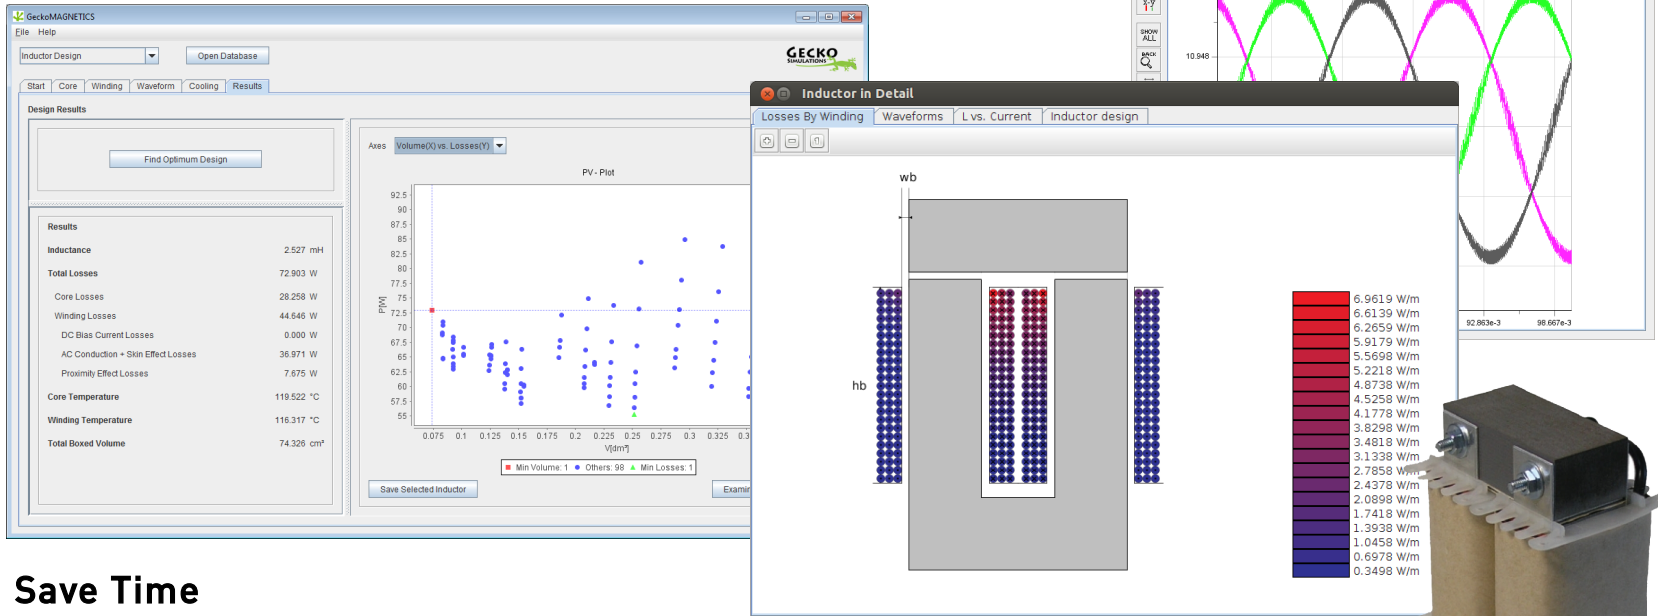 GeckoMAGNETICS
File Help
Inductor Design
Open Database
GECKO
SIMULATIONS
Start Core Winding Waveform Cooling Results
Design Results
Find Optimum Design
Results
Inductance 2.527 mH
Total Losses 72.903 W
Core Losses 28.258 W
Winding Losses 44.646 W
DC Bias Current Losses 0.000 W
AC Conduction + Skin Effect Losses 36.971 W
Proximity Effect Losses 7.675 W
Core Temperature 119.522 °C
Winding Temperature 116.317 °C
Total Boxed Volume 74.326 cm³
Axes Volume(X) vs. Losses(Y)
PV - Plot
P[W]
92.5
90
87.5
85
82.5
80
77.5
75
72.5
70
67.5
65
62.5
60
57.5
55
0.075 0.1 0.125 0.15 0.175 0.2 0.225 0.25 0.275 0.3 0.325 0.3
V[dm³]
Min Volume: 1 Others: 98 Min Losses: 1
Save Selected Inductor
Examin
X-Y
SHOW
ALL
BACK
10.948
92.863e-3 98.667e-3
Inductor in Detail
Losses By Winding Waveforms L vs. Current Inductor design
wb
hb
6.9619 W/m
6.6139 W/m
6.2659 W/m
5.9179 W/m
5.5698 W/m
5.2218 W/m
4.8738 W/m
4.5258 W/m
4.1778 W/m
3.8298 W/m
3.4818 W/m
3.1338 W/m
2.7858 W/m
2.4378 W/m
2.0898 W/m
1.7418 W/m
1.3938 W/m
1.0458 W/m
0.6978 W/m
0.3498 W/m
Save Time